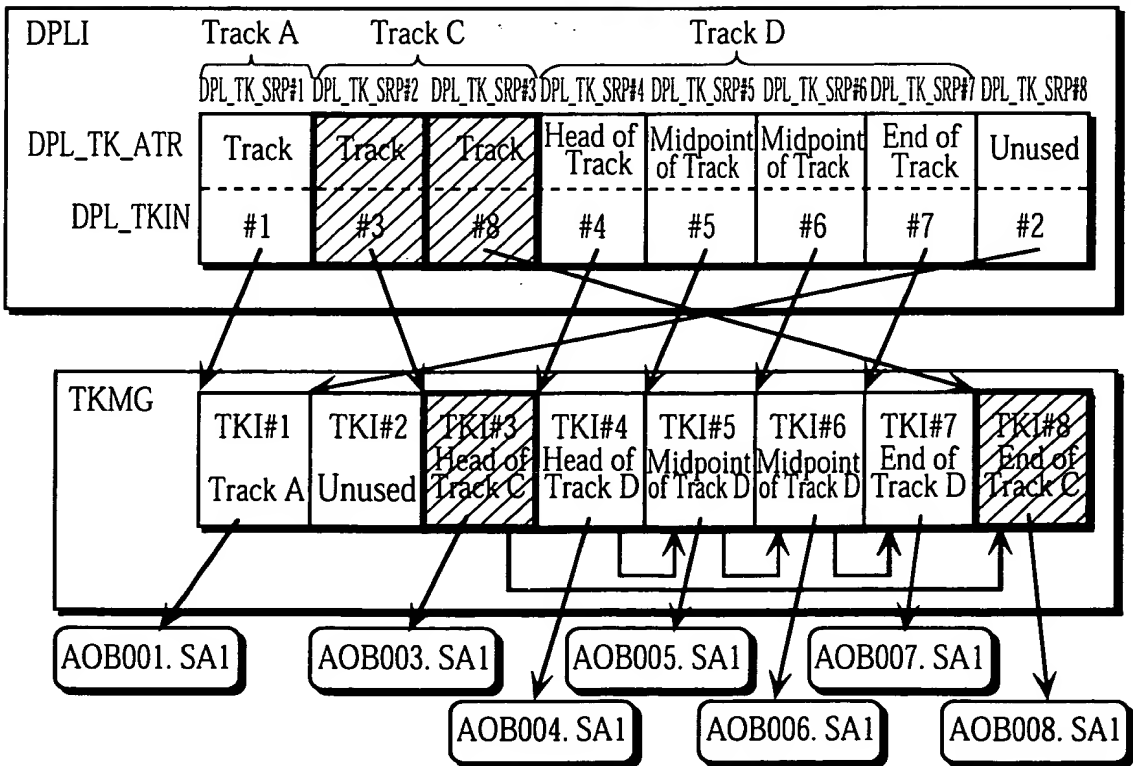 DPLI Track A Track C Track D
DPL_TK_SRP#1 DPL_TK_SRP#2 DPL_TK_SRP#3 DPL_TK_SRP#4 DPL_TK_SRP#5 DPL_TK_SRP#6 DPL_TK_SRP#7 DPL_TK_SRP#8
DPL_TK_ATR Track Track Track Head of Track Midpoint of Track Midpoint of Track End of Track Unused
DPL_TKIN #1 #3 #8 #4 #5 #6 #7 #2
TKMG
TKI#1 TKI#2 TKI#3 TKI#4 TKI#5 TKI#6 TKI#7 TKI#8
Track A Unused Head of Track C Head of Track D Midpoint of Track D Midpoint of Track D End of Track D End of Track C
AOB001. SA1 AOB003. SA1 AOB005. SA1 AOB007. SA1
AOB004. SA1 AOB006. SA1 AOB008. SA1